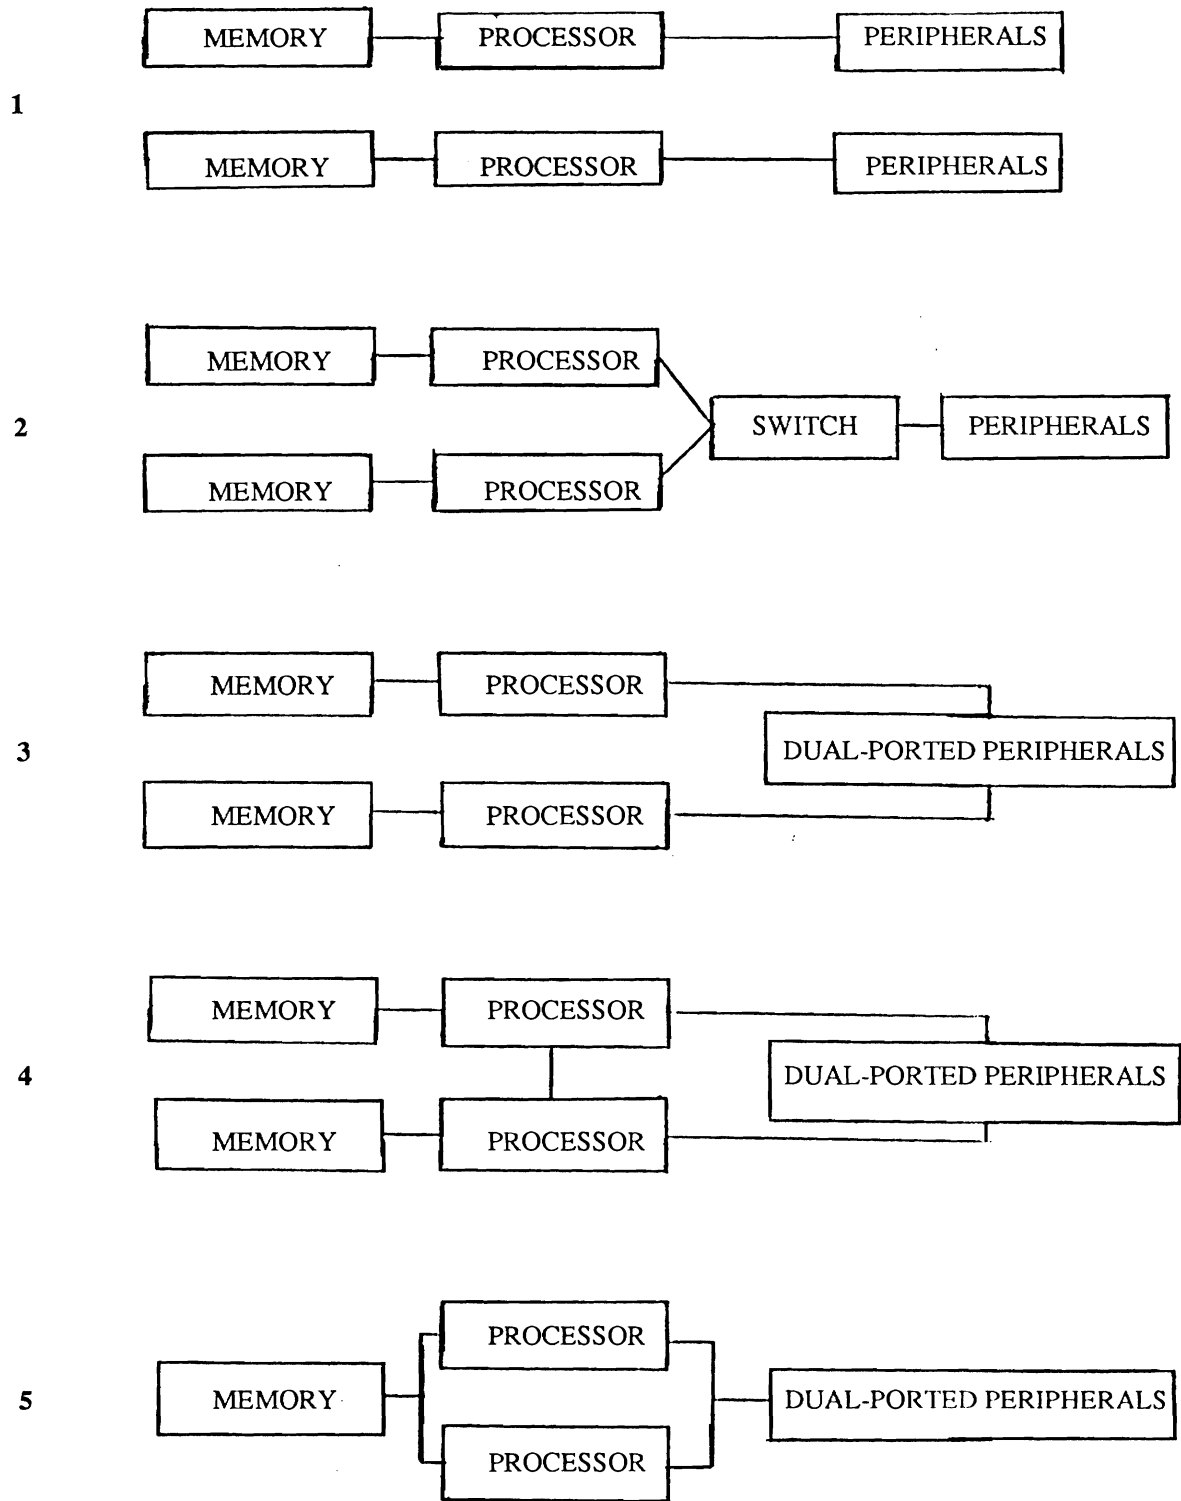 MEMORY PROCESSOR PERIPHERALS
1
MEMORY PROCESSOR PERIPHERALS
MEMORY PROCESSOR
2 SWITCH PERIPHERALS
MEMORY PROCESSOR
MEMORY PROCESSOR
3 DUAL-PORTED PERIPHERALS
MEMORY PROCESSOR
MEMORY PROCESSOR
4 DUAL-PORTED PERIPHERALS
MEMORY PROCESSOR
PROCESSOR
5 MEMORY DUAL-PORTED PERIPHERALS
PROCESSOR